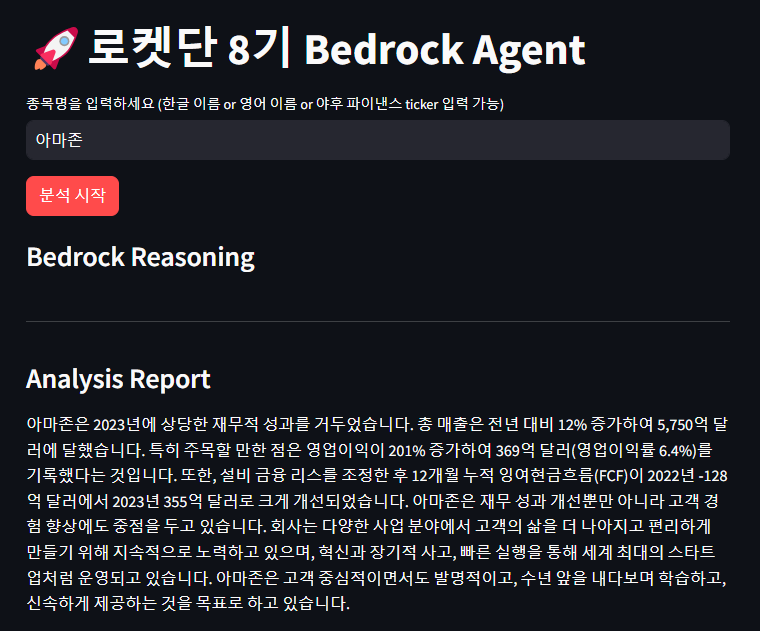 🚀 로켓단 8기 Bedrock Agent
종목명을 입력하세요 (한글 이름 or 영어 이름 or 야후 파이낸스 ticker 입력 가능)
아마존
분석 시작
Bedrock Reasoning
Analysis Report
아마존은 2023년에 상당한 재무적 성과를 거두었습니다. 총 매출은 전년 대비 12% 증가하여 5,750억 달
러에 달했습니다. 특히 주목할 만한 점은 영업이익이 201% 증가하여 369억 달러(영업이익률 6.4%)를
기록했다는 것입니다. 또한, 설비 금융 리스를 조정한 후 12개월 누적 잉여현금흐름(FCF)이 2022년 -128
억 달러에서 2023년 355억 달러로 크게 개선되었습니다. 아마존은 재무 성과 개선뿐만 아니라 고객 경
험 향상에도 중점을 두고 있습니다. 회사는 다양한 사업 분야에서 고객의 삶을 더 나아지고 편리하게
만들기 위해 지속적으로 노력하고 있으며, 혁신과 장기적 사고, 빠른 실행을 통해 세계 최대의 스타트
업처럼 운영되고 있습니다. 아마존은 고객 중심적이면서도 발명적이고, 수년 앞을 내다보며 학습하고,
신속하게 제공하는 것을 목표로 하고 있습니다.